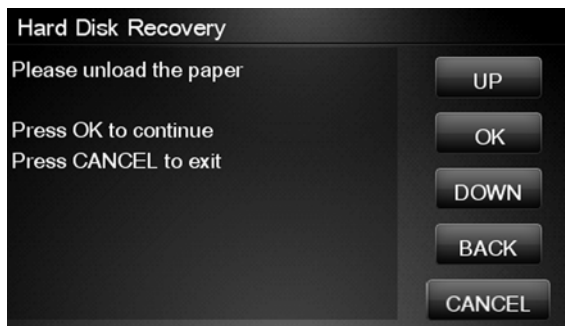 Hard Disk Recovery
Please unload the paper
Press OK to continue
Press CANCEL to exit
UP
OK
DOWN
BACK
CANCEL